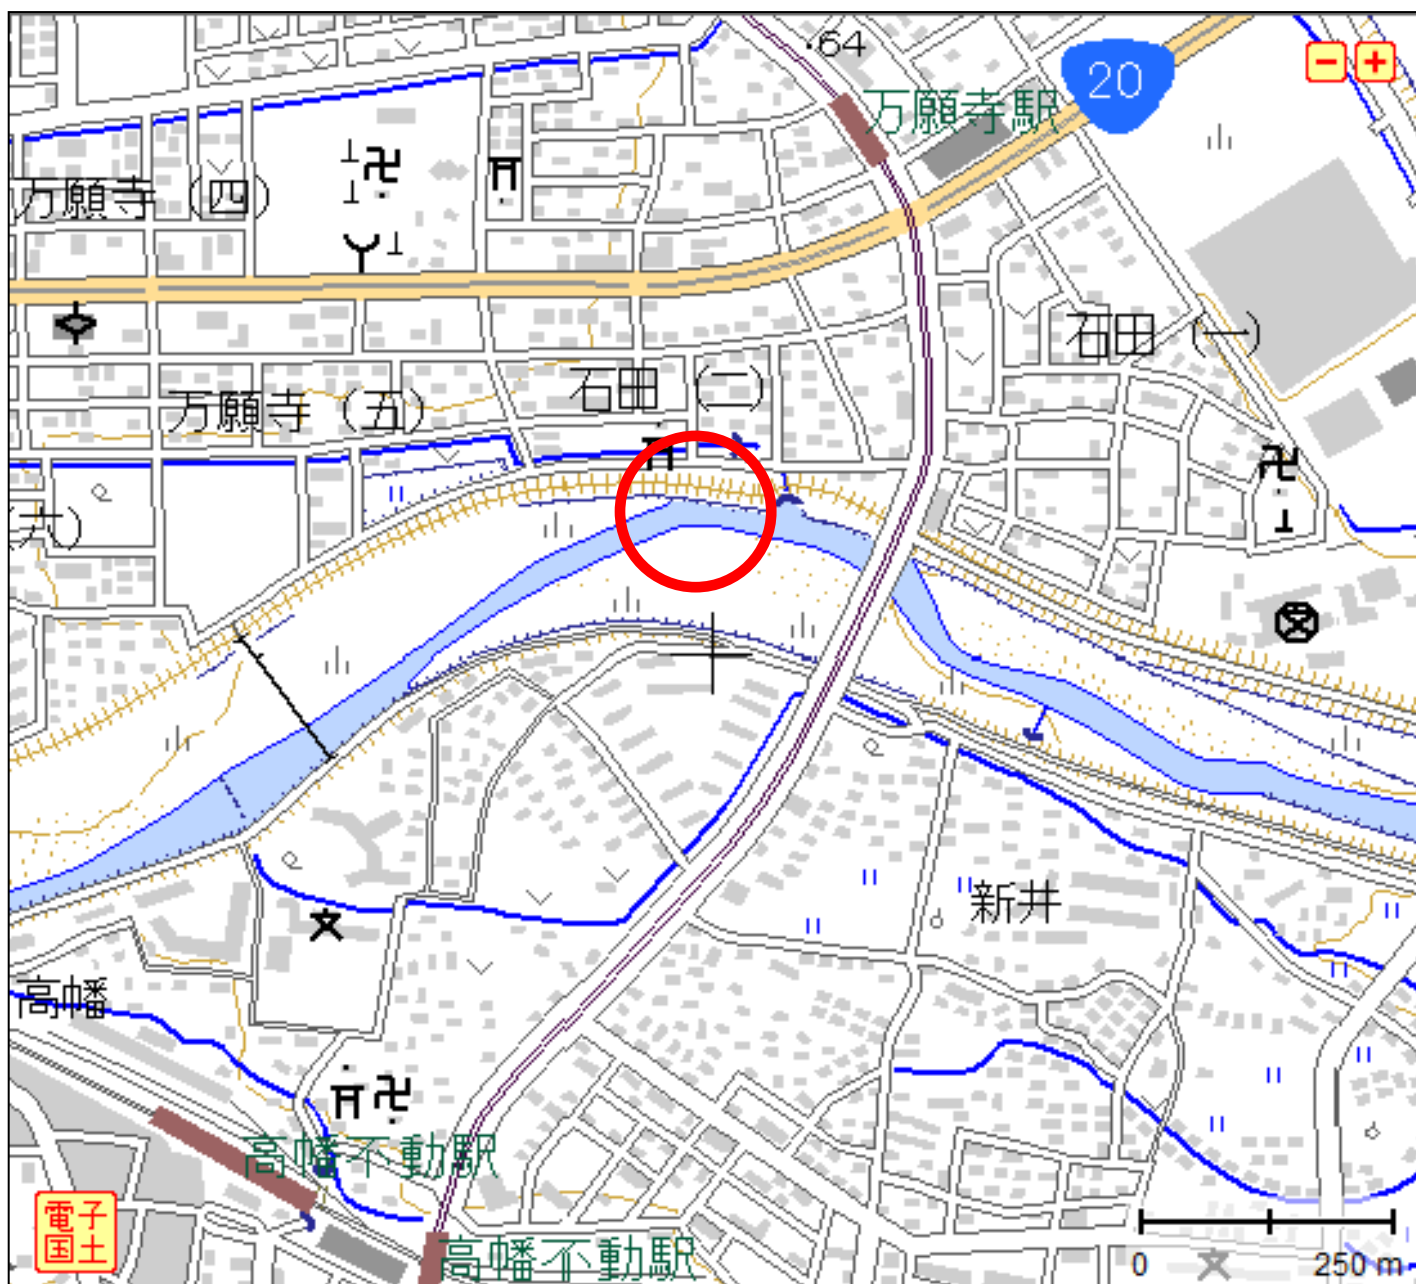 64
20
万願寺駅
万願寺（四）
石田（一）
石田（二）
万願寺（五）
（六）
新井
高幡
高幡不動駅
高幡不動駅
電子
国土
0
250 m